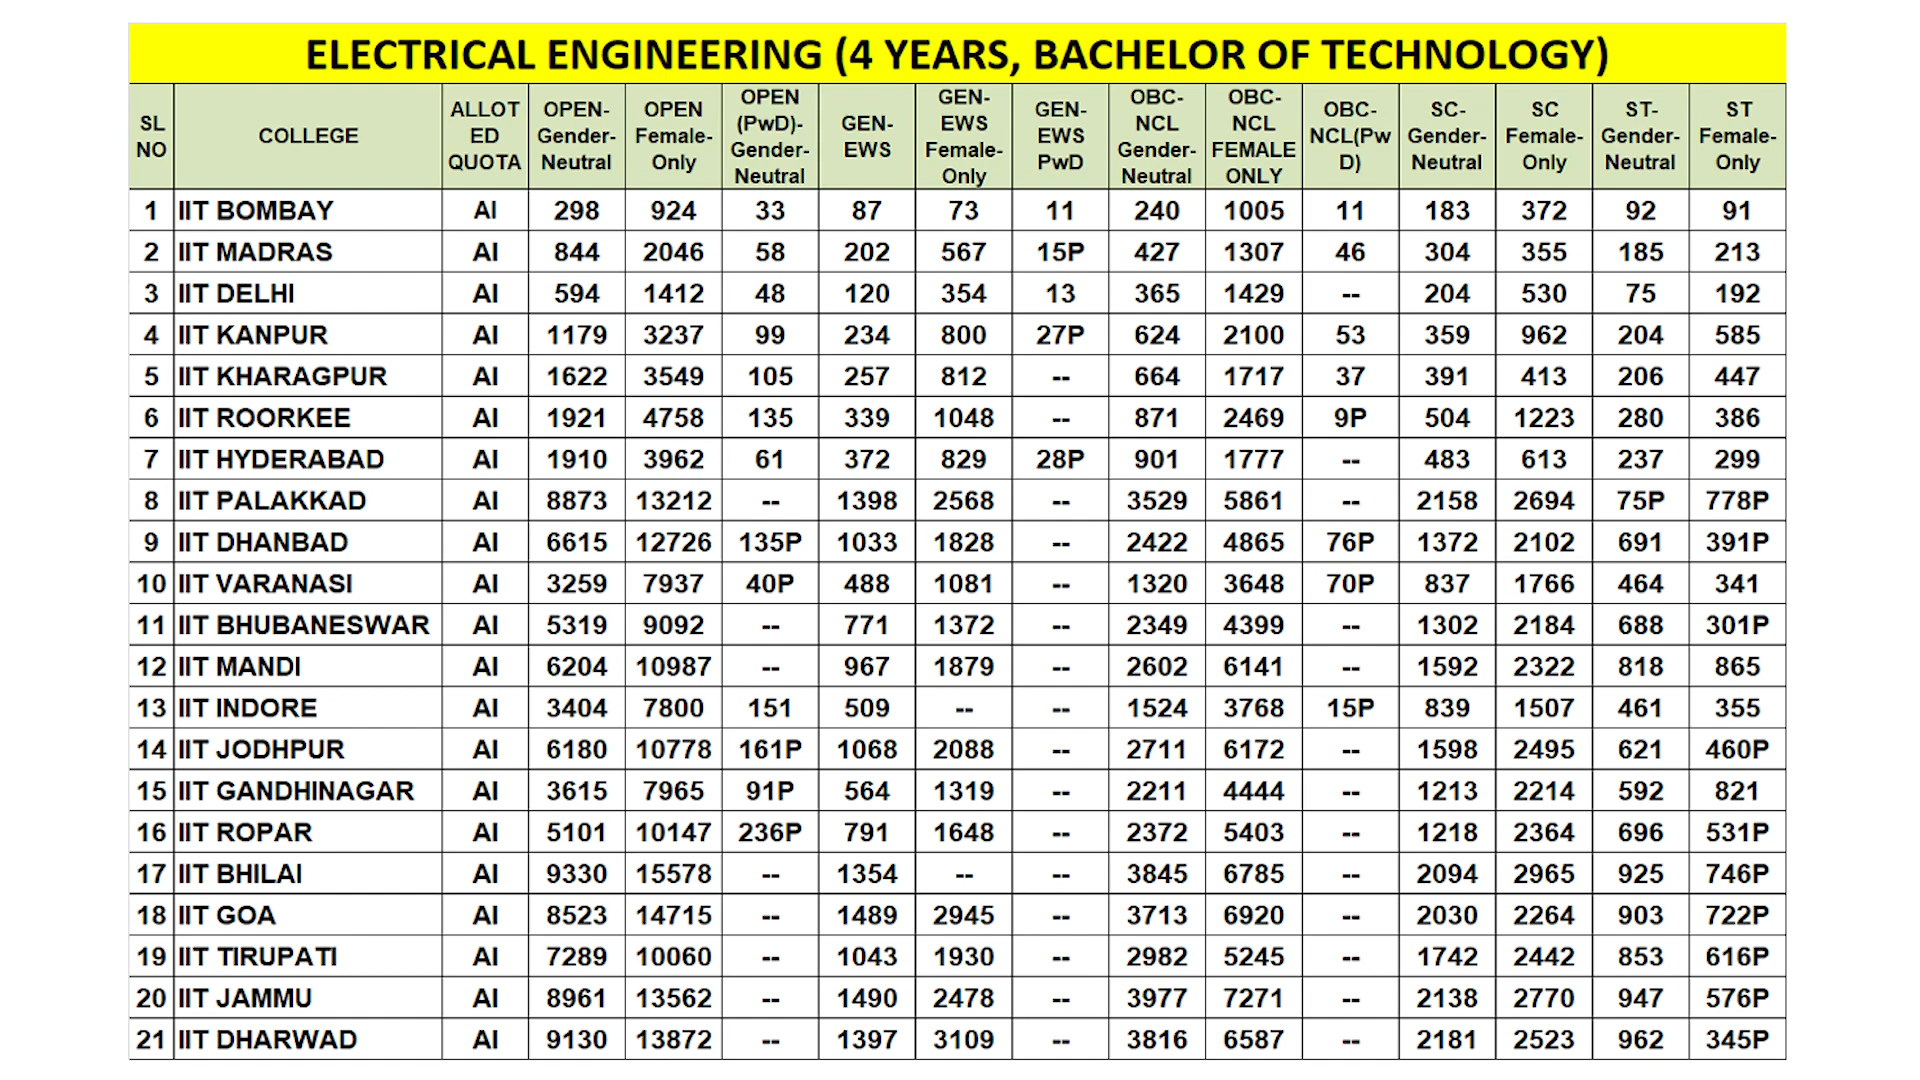 ELECTRICAL ENGINEERING (4 YEARS, BACHELOR OF TECHNOLOGY)
SL NO COLLEGE ALLOTED QUOTA OPEN-Gender-Neutral OPEN Female-Only OPEN (PwD)-Gender-Neutral GEN-EWS GEN-EWS Female-Only GEN-EWS PwD OBC-NCL Gender-Neutral OBC-NCL FEMALE ONLY OBC-NCL(PwD) SC-Gender-Neutral SC Female-Only ST-Gender-Neutral ST Female-Only
1 IIT BOMBAY AI 298 924 33 87 73 11 240 1005 11 183 372 92 91
2 IIT MADRAS AI 844 2046 58 202 567 15P 427 1307 46 304 355 185 213
3 IIT DELHI AI 594 1412 48 120 354 13 365 1429 -- 204 530 75 192
4 IIT KANPUR AI 1179 3237 99 234 800 27P 624 2100 53 359 962 204 585
5 IIT KHARAGPUR AI 1622 3549 105 257 812 -- 664 1717 37 391 413 206 447
6 IIT ROORKEE AI 1921 4758 135 339 1048 -- 871 2469 9P 504 1223 280 386
7 IIT HYDERABAD AI 1910 3962 61 372 829 28P 901 1777 -- 483 613 237 299
8 IIT PALAKKAD AI 8873 13212 -- 1398 2568 -- 3529 5861 -- 2158 2694 75P 778P
9 IIT DHANBAD AI 6615 12726 135P 1033 1828 -- 2422 4865 76P 1372 2102 691 391P
10 IIT VARANASI AI 3259 7937 40P 488 1081 -- 1320 3648 70P 837 1766 464 341
11 IIT BHUBANESWAR AI 5319 9092 -- 771 1372 -- 2349 4399 -- 1302 2184 688 301P
12 IIT MANDI AI 6204 10987 -- 967 1879 -- 2602 6141 -- 1592 2322 818 865
13 IIT INDORE AI 3404 7800 151 509 -- -- 1524 3768 15P 839 1507 461 355
14 IIT JODHPUR AI 6180 10778 161P 1068 2088 -- 2711 6172 -- 1598 2495 621 460P
15 IIT GANDHINAGAR AI 3615 7965 91P 564 1319 -- 2211 4444 -- 1213 2214 592 821
16 IIT ROPAR AI 5101 10147 236P 791 1648 -- 2372 5403 -- 1218 2364 696 531P
17 IIT BHILAI AI 9330 15578 -- 1354 -- -- 3845 6785 -- 2094 2965 925 746P
18 IIT GOA AI 8523 14715 -- 1489 2945 -- 3713 6920 -- 2030 2264 903 722P
19 IIT TIRUPATI AI 7289 10060 -- 1043 1930 -- 2982 5245 -- 1742 2442 853 616P
20 IIT JAMMU AI 8961 13562 -- 1490 2478 -- 3977 7271 -- 2138 2770 947 576P
21 IIT DHARWAD AI 9130 13872 -- 1397 3109 -- 3816 6587 -- 2181 2523 962 345P